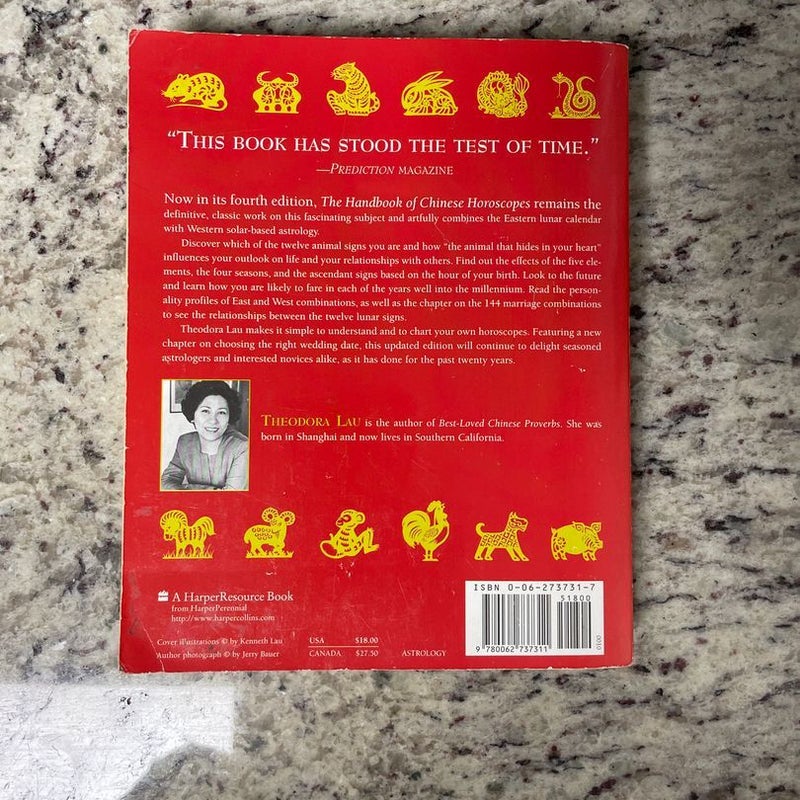 “THIS BOOK HAS STOOD THE TEST OF TIME.”
—PREDICTION MAGAZINE
Now in its fourth edition, The Handbook of Chinese Horoscopes remains the
definitive, classic work on this fascinating subject and artfully combines the Eastern lunar calendar
with Western solar-based astrology.
Discover which of the twelve animal signs you are and how “the animal that hides in your heart”
influences your outlook on life and your relationships with others. Find out the effects of the five ele-
ments, the four seasons, and the ascendant signs based on the hour of your birth. Look to the future
and learn how you are likely to fare in each of the years well into the millennium. Read the person-
ality profiles of East and West combinations, as well as the chapter on the 144 marriage combinations
to see the relationships between the twelve lunar signs.
Theodora Lau makes it simple to understand and to chart your own horoscopes. Featuring a new
chapter on choosing the right wedding date, this updated edition will continue to delight seasoned
astrologers and interested novices alike, as it has done for the past twenty years.
THEODORA LAU is the author of Best-Loved Chinese Proverbs. She was
born in Shanghai and now lives in Southern California.
A HarperResource Book
from HarperPerennial
http://www.harpercollins.com
Cover illustrations © by Kenneth Lau
Author photograph © by Jerry Bauer
USA $18.00
CANADA $27.50
ASTROLOGY
ISBN 0-06-273731-7
51800
9 780062 737311
0010